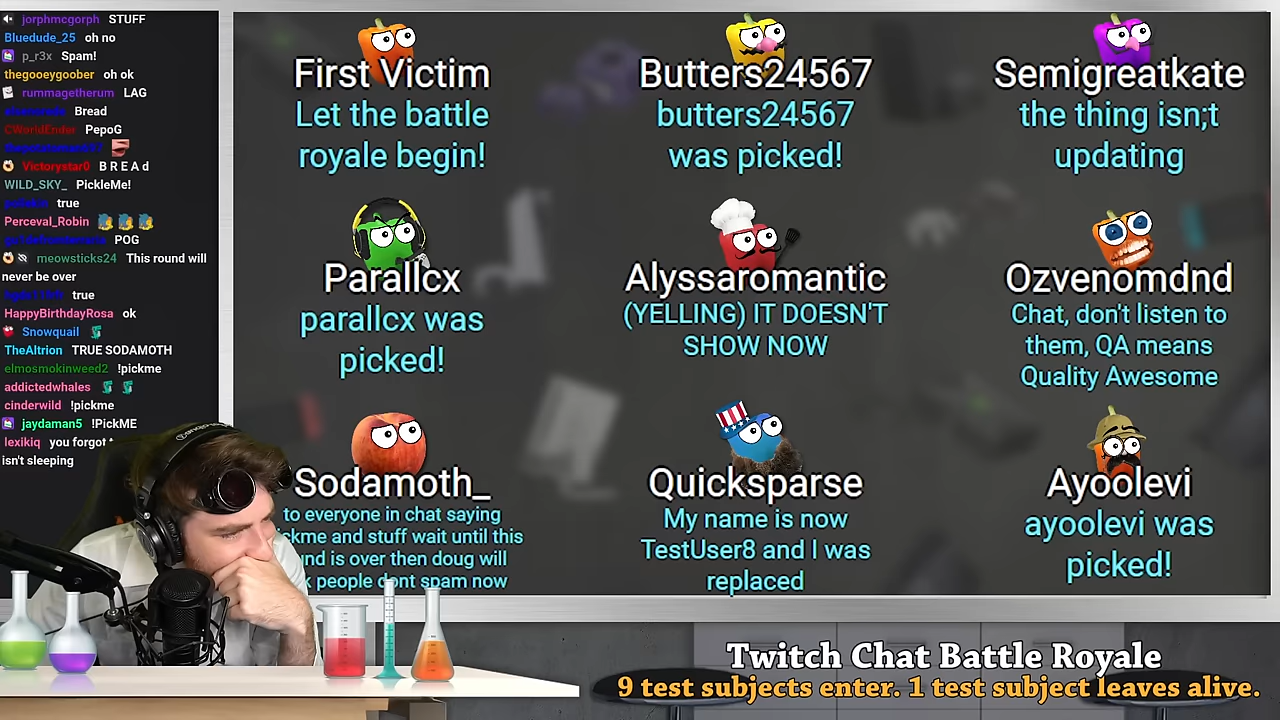 jorphmcgorph STUFF
Bluedude_25 oh no
p_r3x Spam!
thegooeygoober oh ok
rummagetherum LAG
Bread
CWorldEnder PepoG
Victorystar0 B R E A d
WILD_SKY_ PickleMe!
true
Perceval_Robin
POG
meowsticks24 This round will
never be over
true
HappyBirthdayRosa ok
Snowquail
TheAltrion TRUE SODAMOTH
elmosmokinweed2 !pickme
addictedwhales
cinderwild !pickme
jaydaman5 !PickME
lexikiq you forgot
isn't sleeping
First Victim
Let the battle
royale begin!
Butters24567
butters24567
was picked!
Semigreatkate
the thing isn;t
updating
Parallcx
parallcx was
picked!
Alyssaromantic
(YELLING) IT DOESN'T
SHOW NOW
Ozvenomdnd
Chat, don't listen to
them, QA means
Quality Awesome
Sodamoth_
to everyone in chat saying
ckme and stuff wait until this
nd is over then doug will
k people dont spam now
Quicksparse
My name is now
TestUser8 and I was
replaced
Ayoolevi
ayoolevi was
picked!
Twitch Chat Battle Royale
9 test subjects enter. 1 test subject leaves alive.